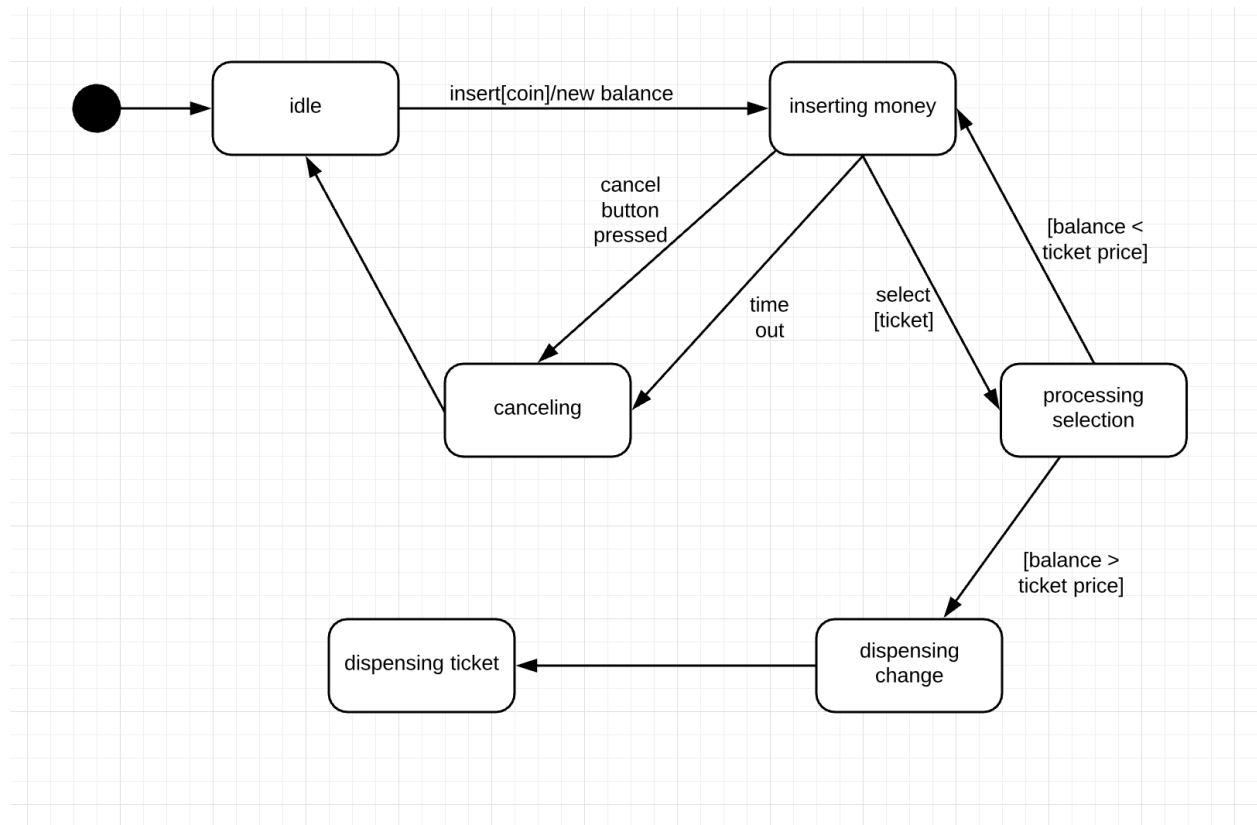 idle
insert[coin]/new balance
inserting money
cancel
button
pressed
[balance <
ticket price]
time
out
select
[ticket]
canceling
processing
selection
[balance >
ticket price]
dispensing ticket
dispensing
change